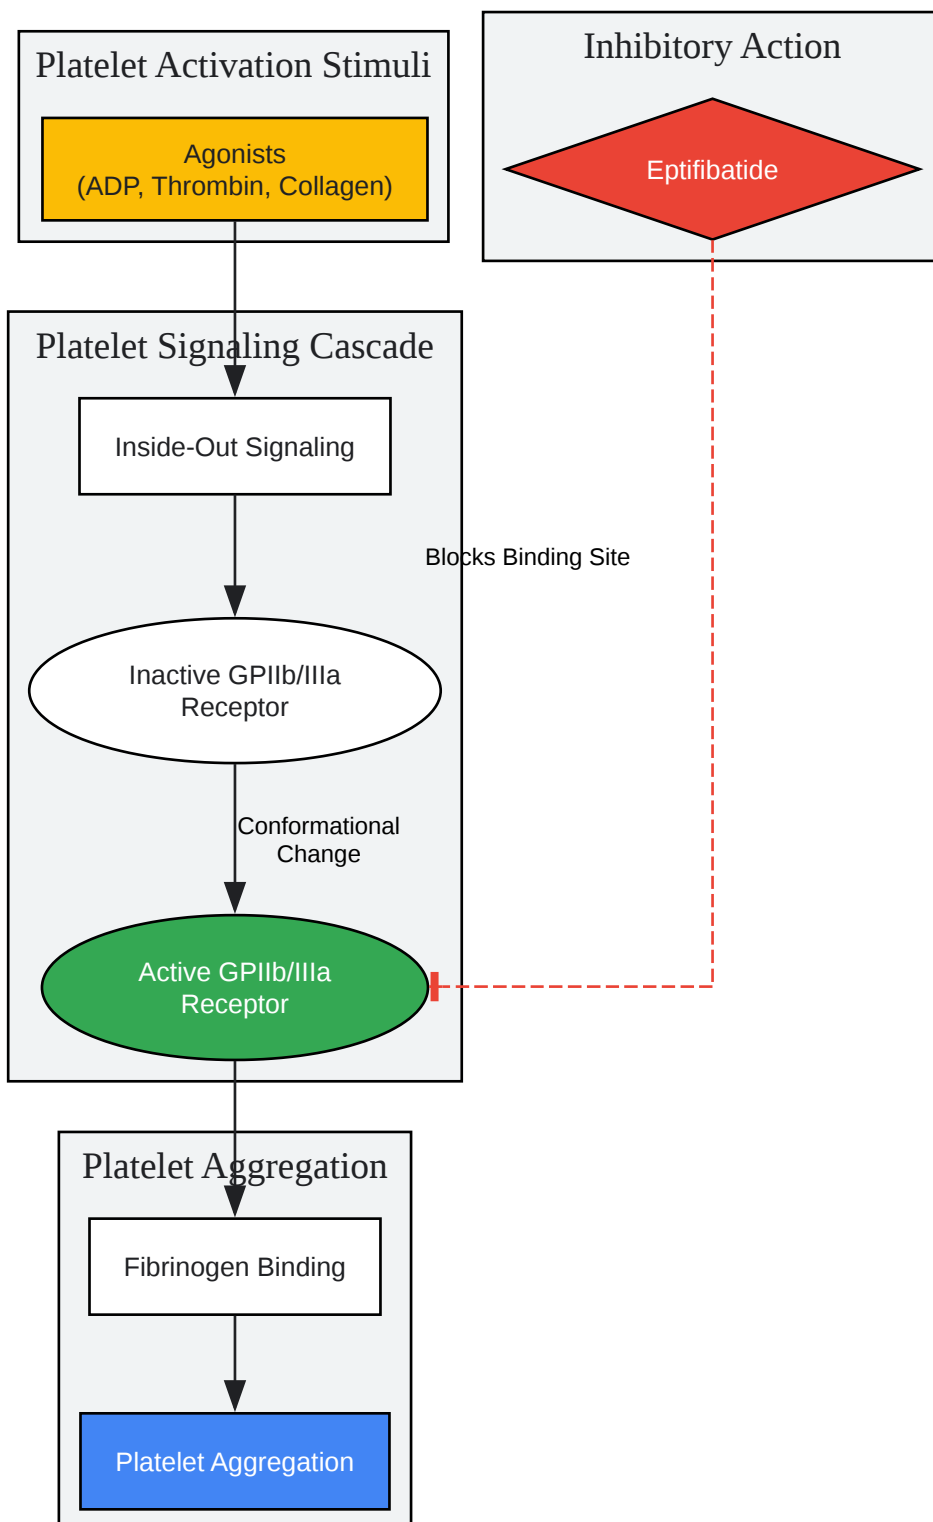 Platelet Activation Stimuli
Agonists
(ADP, Thrombin, Collagen)
Inhibitory Action
Eptifibatide
Platelet Signaling Cascade
Inside-Out Signaling
Blocks Binding Site
Inactive GPIIb/IIIa
Receptor
Conformational
Change
Active GPIIb/IIIa
Receptor
Platelet Aggregation
Fibrinogen Binding
Platelet Aggregation